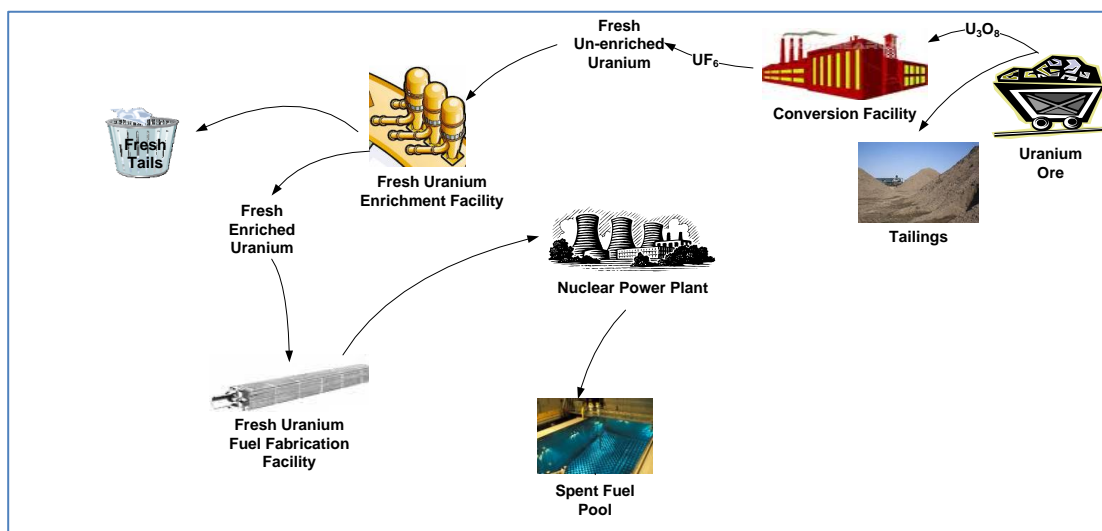 Fresh
Un-enriched
Uranium
UF₆
U₃O₈
Conversion Facility
Uranium
Ore
Tailings
Fresh
Tails
Fresh Uranium
Enrichment Facility
Fresh
Enriched
Uranium
Nuclear Power Plant
Fresh Uranium
Fuel Fabrication
Facility
Spent Fuel
Pool